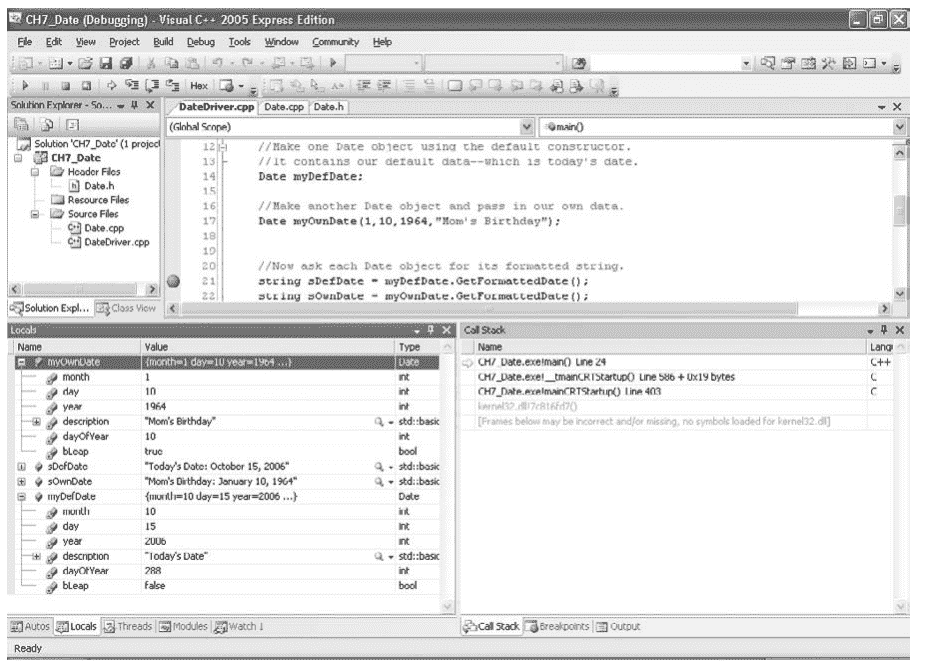 CH7_Date (Debugging) - Visual C++ 2005 Express Edition
File Edit View Project Build Debug Tools Window Community Help
Hex
Solution Explorer - So...
DateDriver.cpp Date.cpp Date.h
(Global Scope) main()
Solution 'CH7_Date' (1 project
CH7_Date
Header Files
Date.h
Resource Files
Source Files
Date.cpp
DateDriver.cpp
Solution Expl... Class View
12 //Make one Date object using the default constructor.
13 //It contains our default data--which is today's date.
14 Date myDefDate;
15
16 //Make another Date object and pass in our own data.
17 Date myOwnDate(1,10,1964,"Mom's Birthday");
18
19
20 //Now ask each Date object for its formatted string.
21 string sDefDate = myDefDate.GetFormattedDate();
22 string sOwnDate = myOwnDate.GetFormattedDate();
Locals
Name Value Type
myOwnDate {month=1 day=10 year=1964 ...} Date
month 1 int
day 10 int
year 1964 int
description "Mom's Birthday" std::basic
dayOfYear 10 int
bLeap true bool
sDefDate "Today's Date: October 15, 2006" std::basic
sOwnDate "Mom's Birthday: January 10, 1964" std::basic
myDefDate {month=10 day=15 year=2006 ...} Date
month 10 int
day 15 int
year 2006 int
description "Today's Date" std::basic
dayOfYear 288 int
bLeap false bool
Autos Locals Threads Modules Watch 1
Call Stack
Name Lang
CH7_Date.exe!main() Line 24 C++
CH7_Date.exe!__tmainCRTStartup() Line 586 + 0x19 bytes C
CH7_Date.exe!mainCRTStartup() Line 403 C
kernel32.dll!7c816fd7()
[Frames below may be incorrect and/or missing, no symbols loaded for kernel32.dll]
Call Stack Breakpoints Output
Ready